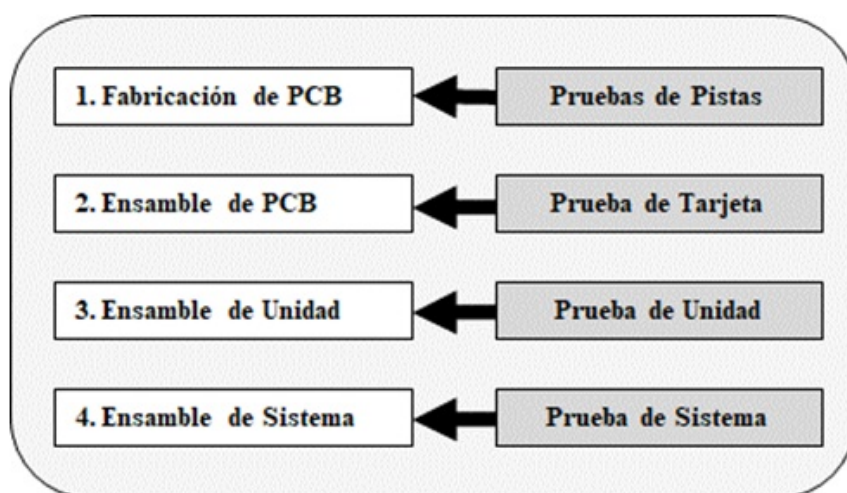 1. Fabricación de PCB
Pruebas de Pistas
2. Ensamble de PCB
Prueba de Tarjeta
3. Ensamble de Unidad
Prueba de Unidad
4. Ensamble de Sistema
Prueba de Sistema